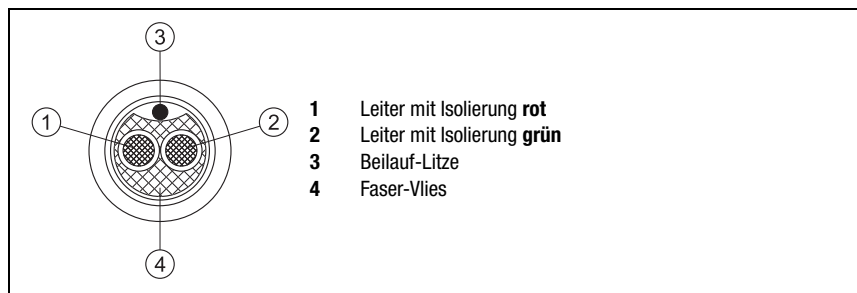 3
1
2
4
1 Leiter mit Isolierung rot
2 Leiter mit Isolierung grün
3 Beilauf-Litze
4 Faser-Vlies